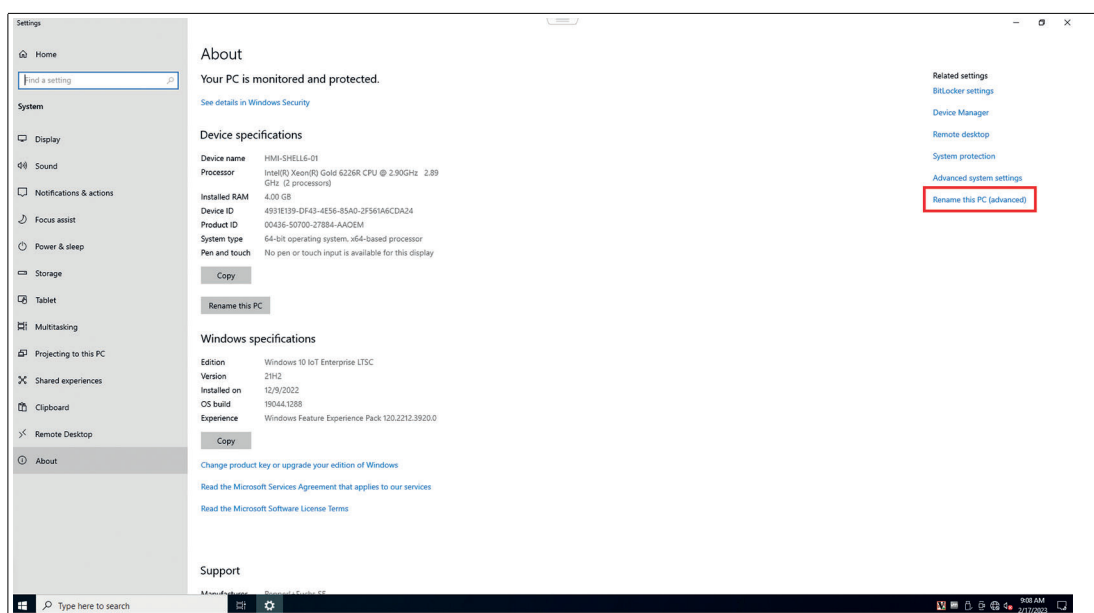 Settings
Home
Find a setting
System
Display
Sound
Notifications & actions
Focus assist
Power & sleep
Storage
Tablet
Multitasking
Projecting to this PC
Shared experiences
Clipboard
Remote Desktop
About
About
Your PC is monitored and protected.
See details in Windows Security
Device specifications
Device name HMI-SHELL6-01
Processor Intel(R) Xeon(R) Gold 6226R CPU @ 2.90GHz 2.89
GHz (2 processors)
Installed RAM 4.00 GB
Device ID 4931E139-DF43-4E56-85A0-2F561A6CDA24
Product ID 00436-50700-27884-AAOEM
System type 64-bit operating system, x64-based processor
Pen and touch No pen or touch input is available for this display
Copy
Rename this PC
Windows specifications
Edition Windows 10 IoT Enterprise LTSC
Version 21H2
Installed on 12/9/2022
OS build 19044.1288
Experience Windows Feature Experience Pack 120.2212.3920.0
Copy
Change product key or upgrade your edition of Windows
Read the Microsoft Services Agreement that applies to our services
Read the Microsoft Software License Terms
Support
Manufacturer Pepperl+Fuchs SE
Related settings
BitLocker settings
Device Manager
Remote desktop
System protection
Advanced system settings
Rename this PC (advanced)
Type here to search
9:08 AM
2/17/2023